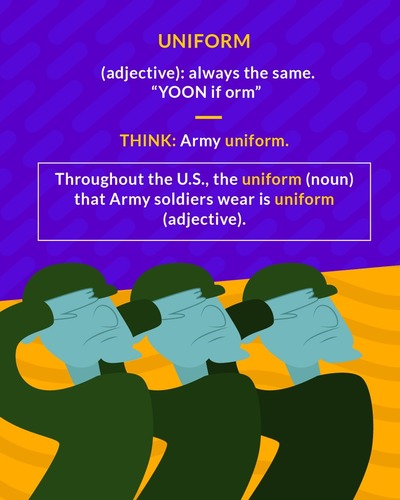 UNIFORM
(adjective): always the same.
“YOON if orm”
THINK: Army uniform.
Throughout the U.S., the uniform (noun)
that Army soldiers wear is uniform
(adjective).